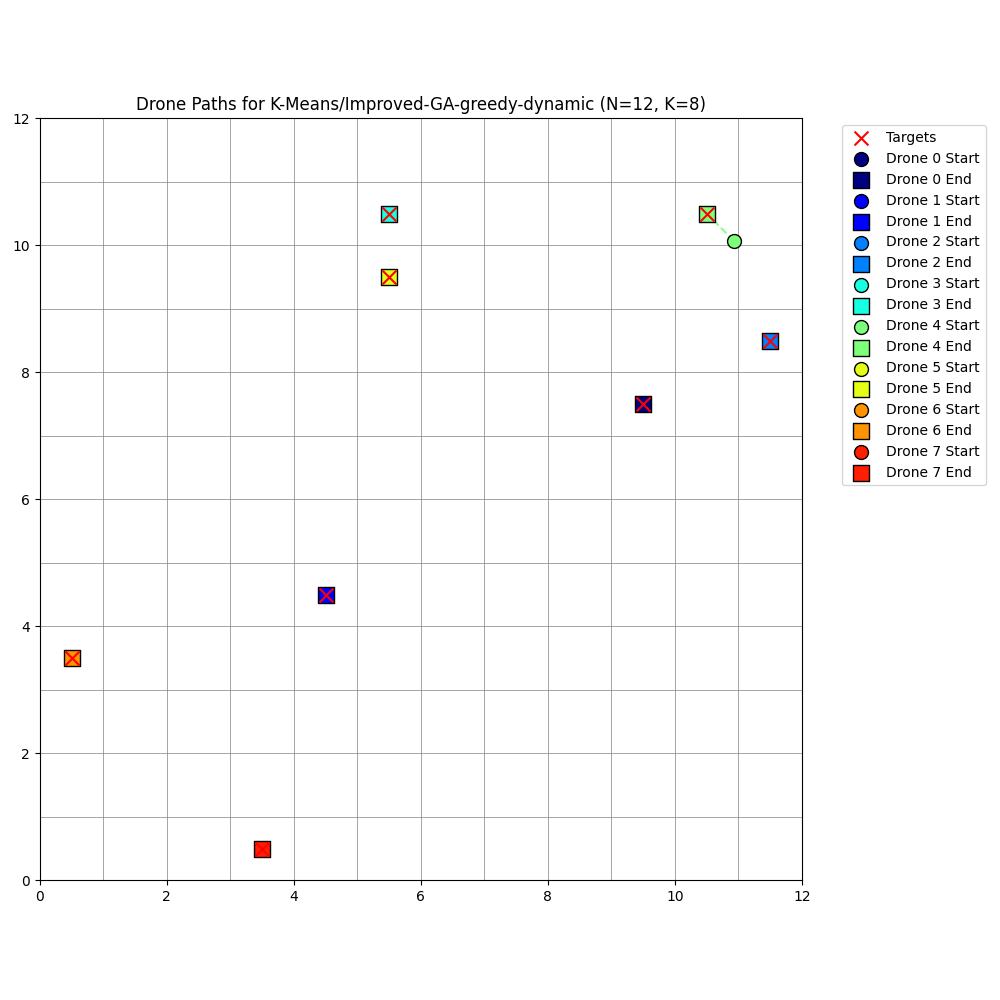 Drone Paths for K-Means/Improved-GA-greedy-dynamic (N=12, K=8)
12
10
8
6
4
2
0
0 2 4 6 8 10 12
Targets
Drone 0 Start
Drone 0 End
Drone 1 Start
Drone 1 End
Drone 2 Start
Drone 2 End
Drone 3 Start
Drone 3 End
Drone 4 Start
Drone 4 End
Drone 5 Start
Drone 5 End
Drone 6 Start
Drone 6 End
Drone 7 Start
Drone 7 End